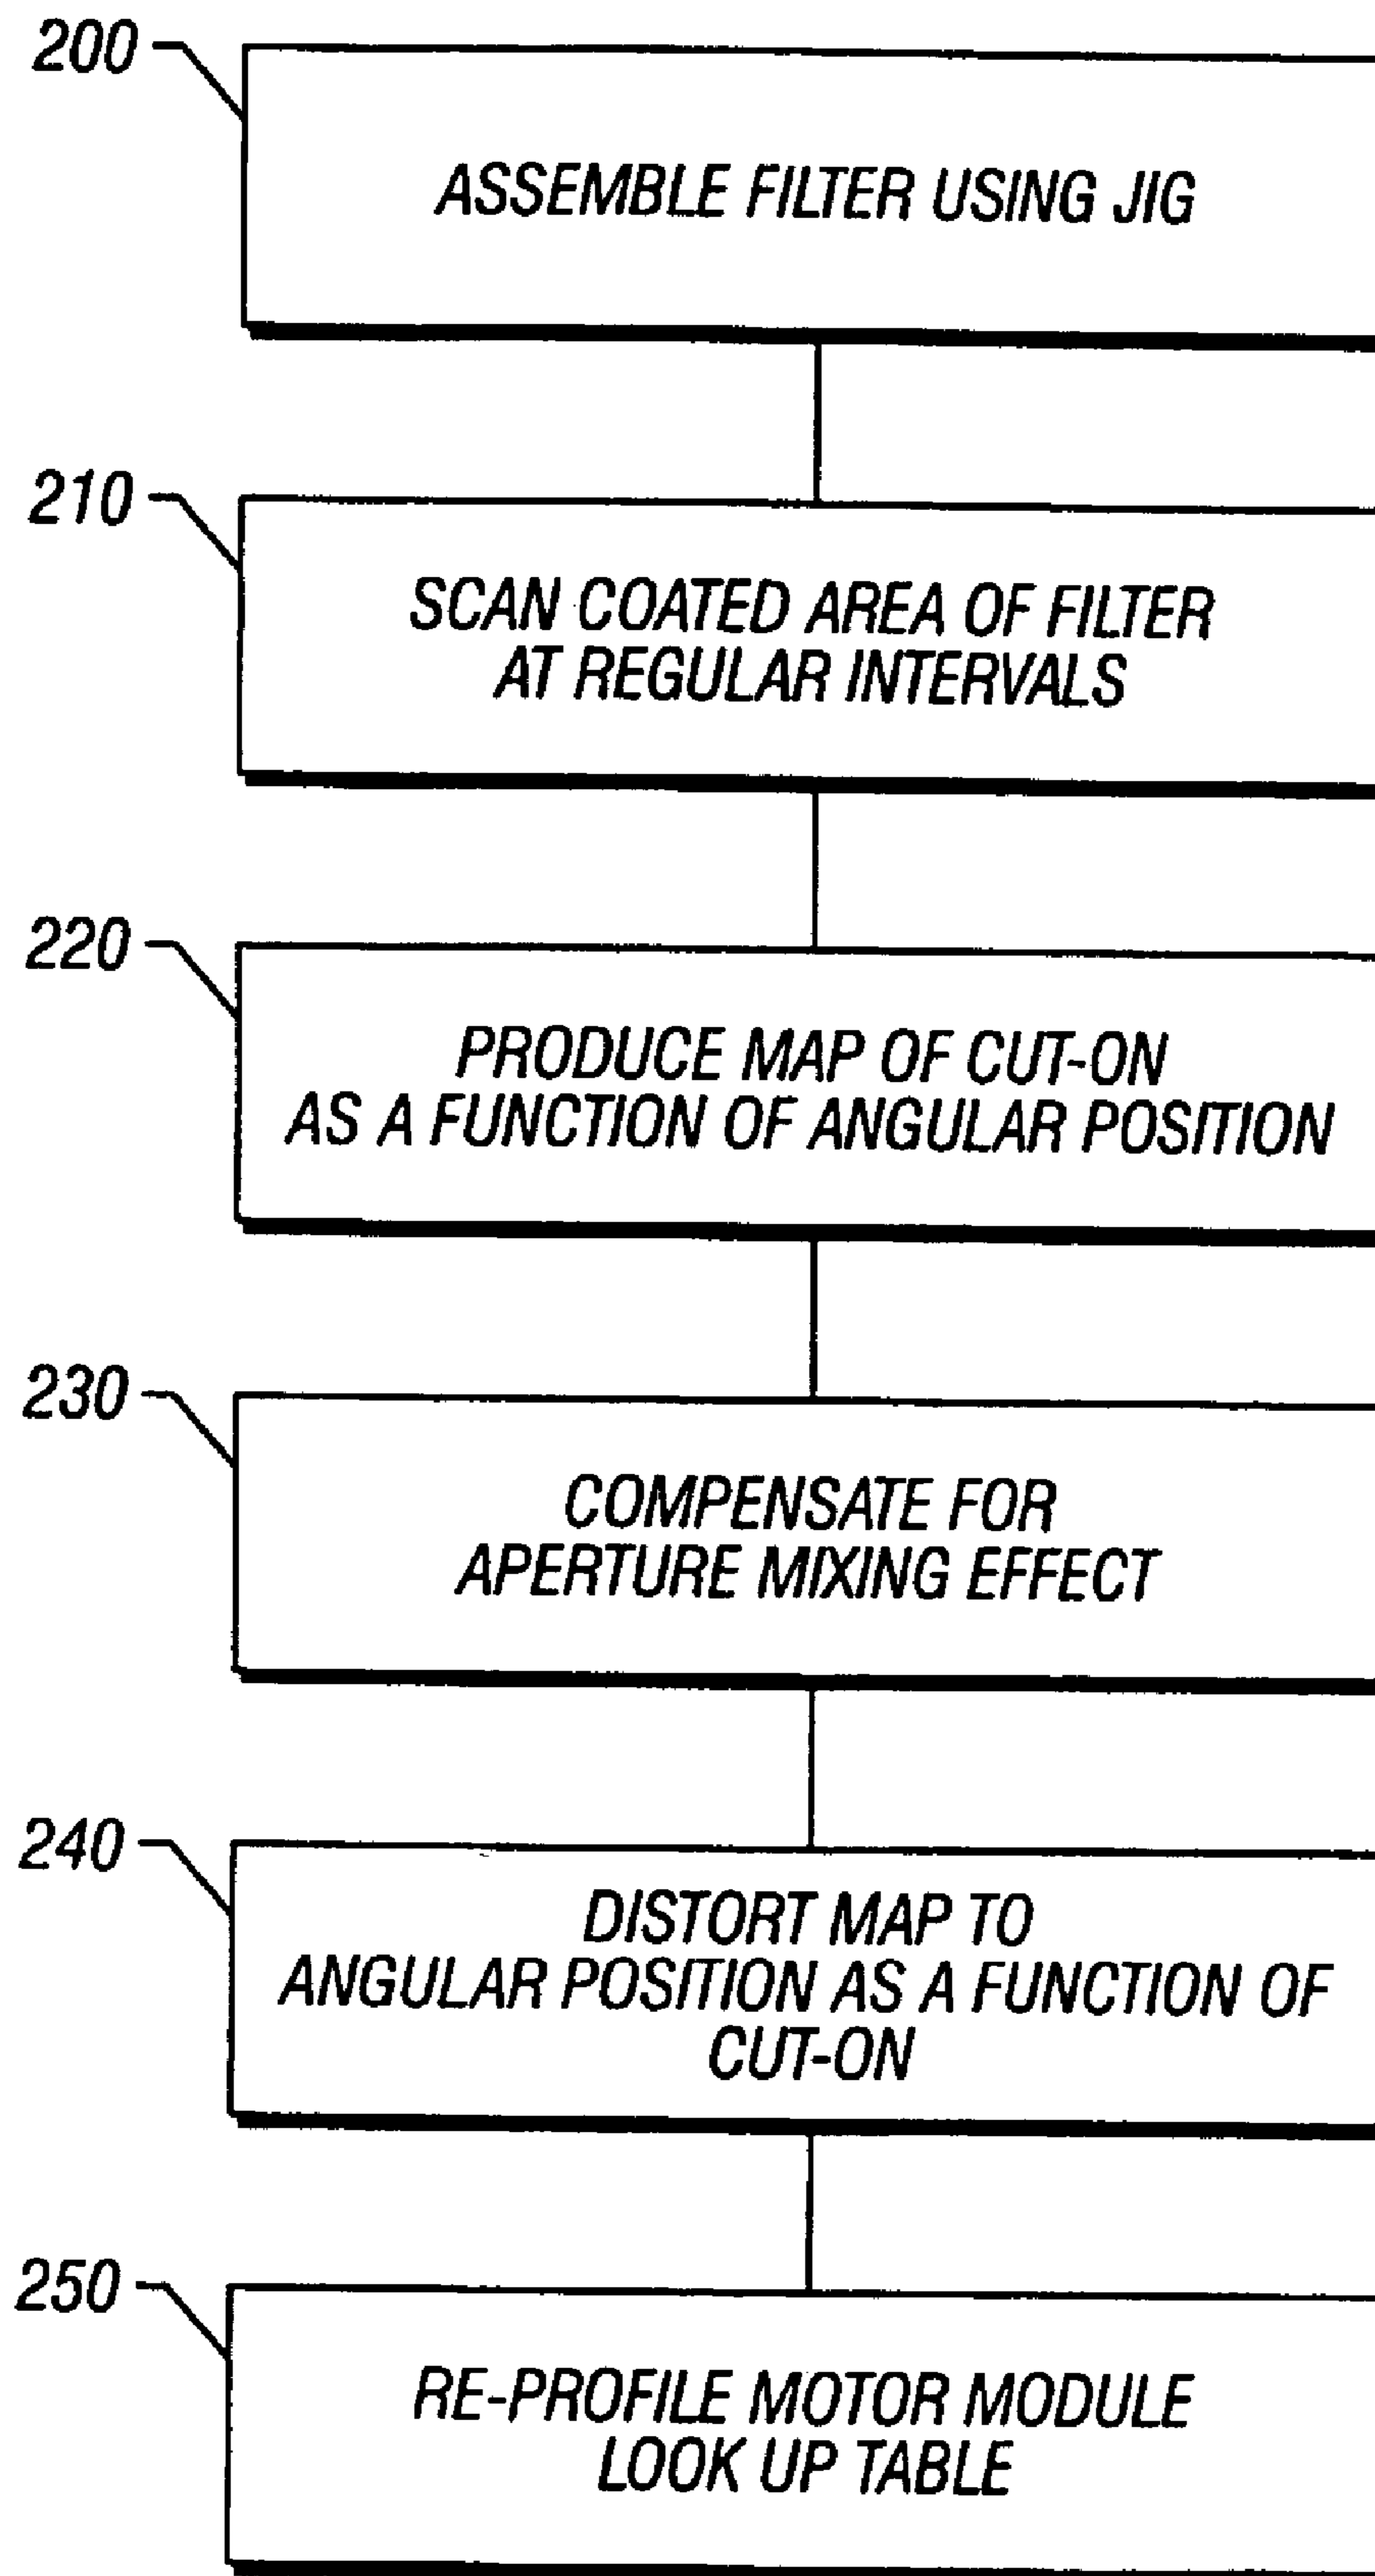 200
ASSEMBLE FILTER USING JIG
210
SCAN COATED AREA OF FILTER
AT REGULAR INTERVALS
220
PRODUCE MAP OF CUT-ON
AS A FUNCTION OF ANGULAR POSITION
230
COMPENSATE FOR
APERTURE MIXING EFFECT
240
DISTORT MAP TO
ANGULAR POSITION AS A FUNCTION OF
CUT-ON
250
RE-PROFILE MOTOR MODULE
LOOK UP TABLE